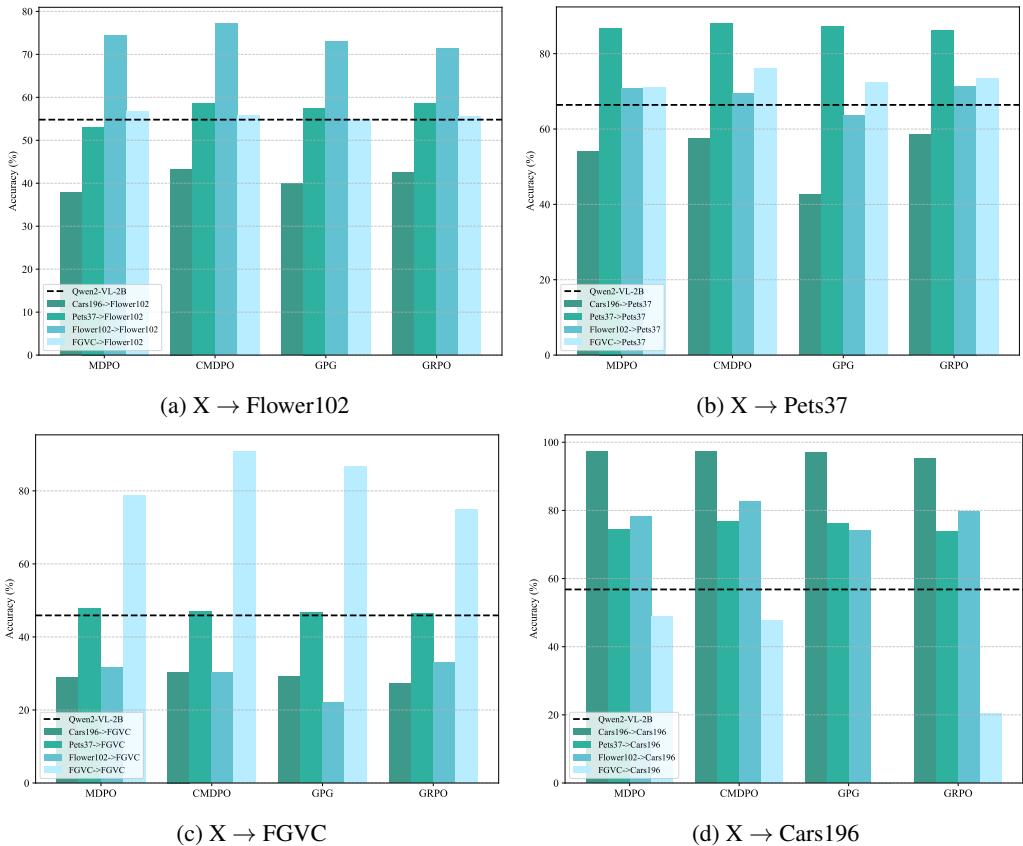 80
70
60
50
40
30
20
10
0
Accuracy (%)
Qwen2-VL-2B
Cars196->Flower102
Pets37->Flower102
Flower102->Flower102
FGVC->Flower102
MDPO CMDPO GPG GRPO
(a) X → Flower102
80
60
40
20
0
Accuracy (%)
Qwen2-VL-2B
Cars196->Pets37
Pets37->Pets37
Flower102->Pets37
FGVC->Pets37
MDPO CMDPO GPG GRPO
(b) X → Pets37
80
60
40
20
0
Accuracy (%)
Qwen2-VL-2B
Cars196->FGVC
Pets37->FGVC
Flower102->FGVC
FGVC->FGVC
MDPO CMDPO GPG GRPO
(c) X → FGVC
100
80
60
40
20
0
Accuracy (%)
Qwen2-VL-2B
Cars196->Cars196
Pets37->Cars196
Flower102->Cars196
FGVC->Cars196
MDPO CMDPO GPG GRPO
(d) X → Cars196